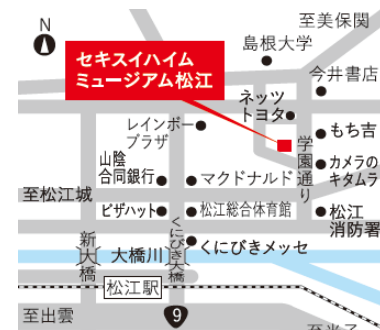 至美保関
N
島根大学
セキスイハイム
ミュージアム松江
今井書店
ネッツ
トヨタ
レインボー
プラザ
もち吉
学園通り
山陰
合同銀行
マクドナルド
カメラの
キタムラ
至松江城
ピザハット
松江総合体育館
松江
消防署
くにびき大橋
新大橋
大橋川
くにびきメッセ
松江駅
至出雲
9
至米子